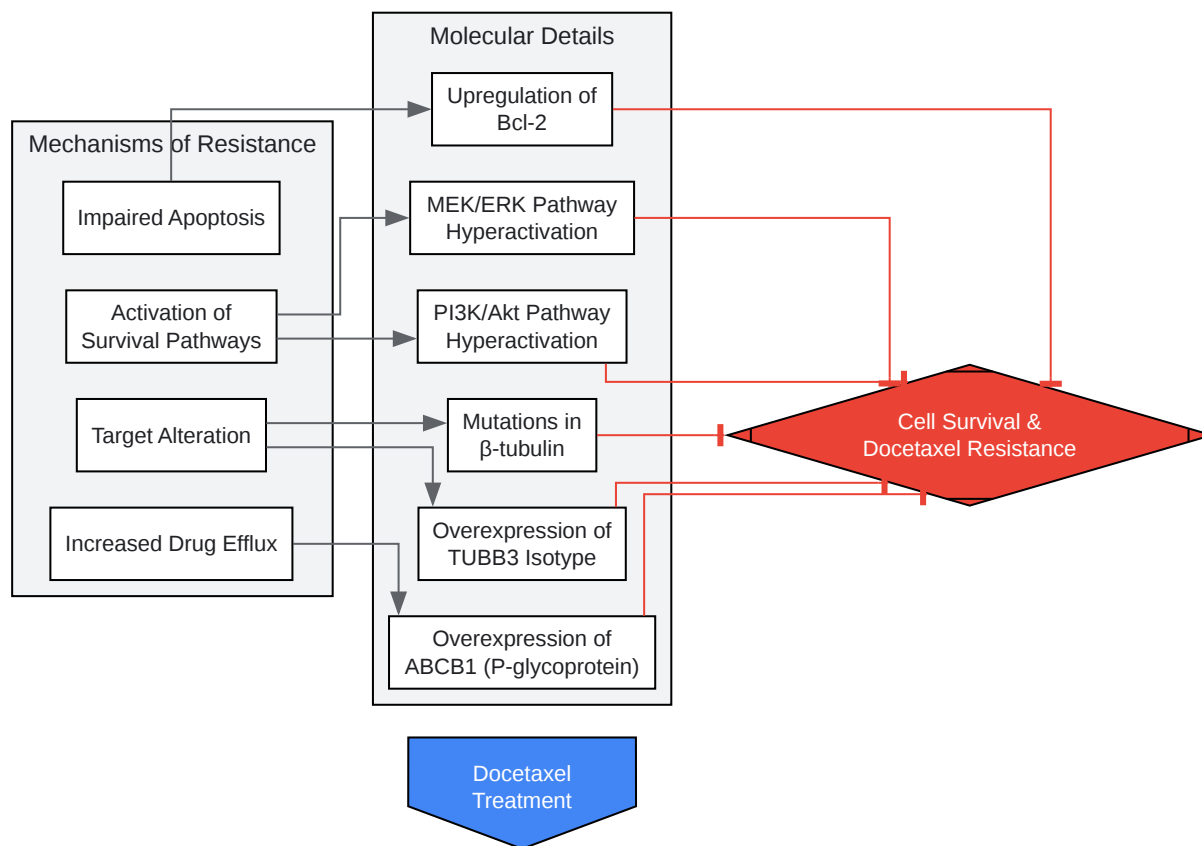 Mechanisms of Resistance
Impaired Apoptosis
Activation of
Survival Pathways
Target Alteration
Increased Drug Efflux
Molecular Details
Upregulation of
Bcl-2
MEK/ERK Pathway
Hyperactivation
PI3K/Akt Pathway
Hyperactivation
Mutations in
β-tubulin
Overexpression of
TUBB3 Isotype
Overexpression of
ABCB1 (P-glycoprotein)
Cell Survival &
Docetaxel Resistance
Docetaxel
Treatment